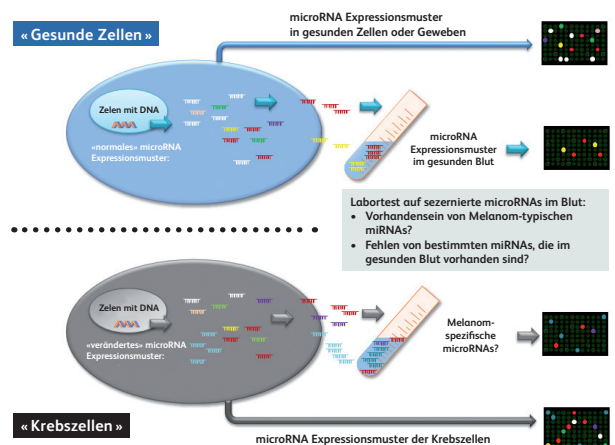 microRNA Expressionsmuster
in gesunden Zellen oder Geweben
« Gesunde Zellen »
Zelen mit DNA
«normales» microRNA
Expressionsmuster:
microRNA
Expressionsmuster
im gesunden Blut
Labortest auf sezernierte microRNAs im Blut:
• Vorhandensein von Melanom-typischen
miRNAs?
• Fehlen von bestimmten miRNAs, die im
gesunden Blut vorhanden sind?
Zelen mit DNA
«verändertes» microRNA
Expressionsmuster:
Melanom-
spezifische
microRNAs?
« Krebszellen »
microRNA Expressionsmuster der Krebszellen